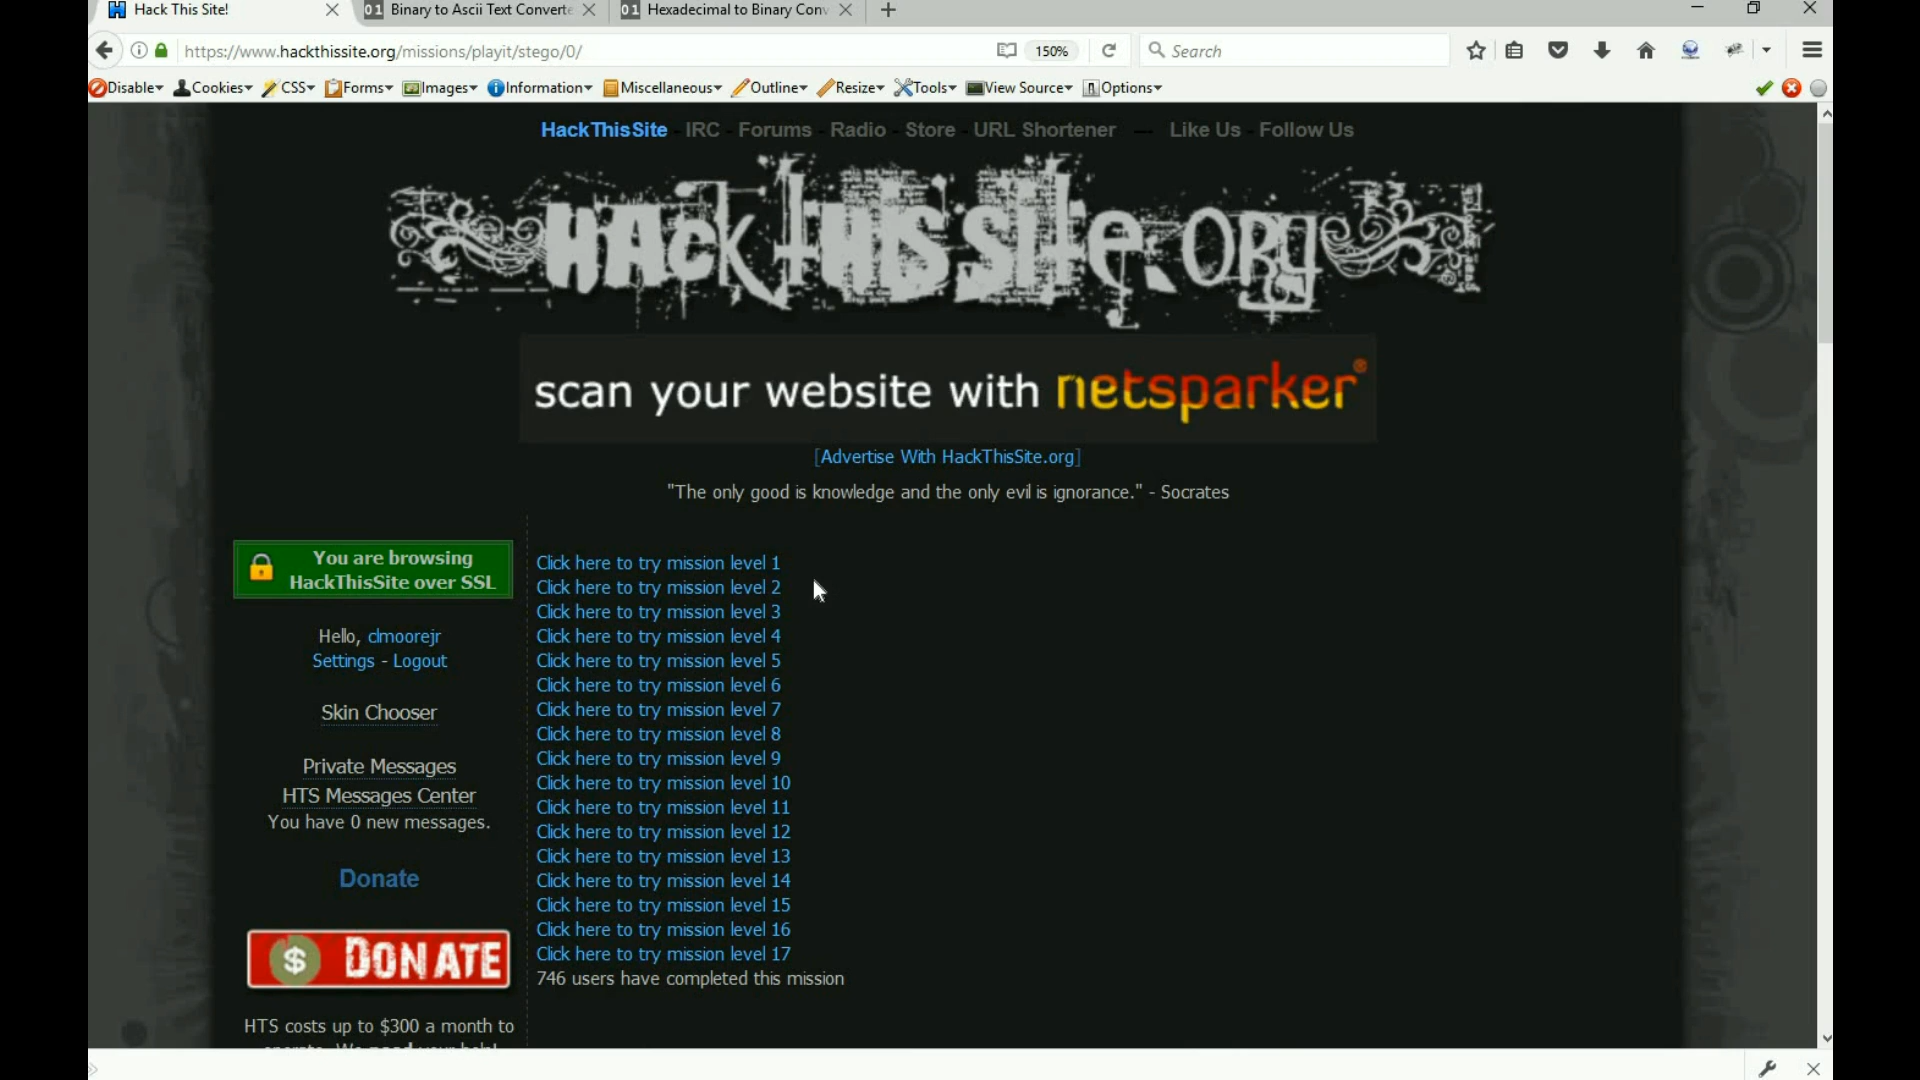 Hack This Site!
01 Binary to Ascii Text Converte
01 Hexadecimal to Binary Conv
https://www.hackthissite.org/missions/playit/stego/0/
150%
Search
Disable Cookies CSS Forms Images Information Miscellaneous Outline Resize Tools View Source Options
HackThisSite - IRC - Forums - Radio - Store - URL Shortener — Like Us - Follow Us
HACK THIS SITE.ORG
scan your website with netsparker®
[Advertise With HackThisSite.org]
"The only good is knowledge and the only evil is ignorance." - Socrates
You are browsing
HackThisSite over SSL
Hello, clmoorejr
Settings - Logout
Skin Chooser
Private Messages
HTS Messages Center
You have 0 new messages.
Donate
$ DONATE
HTS costs up to $300 a month to
Click here to try mission level 1
Click here to try mission level 2
Click here to try mission level 3
Click here to try mission level 4
Click here to try mission level 5
Click here to try mission level 6
Click here to try mission level 7
Click here to try mission level 8
Click here to try mission level 9
Click here to try mission level 10
Click here to try mission level 11
Click here to try mission level 12
Click here to try mission level 13
Click here to try mission level 14
Click here to try mission level 15
Click here to try mission level 16
Click here to try mission level 17
746 users have completed this mission